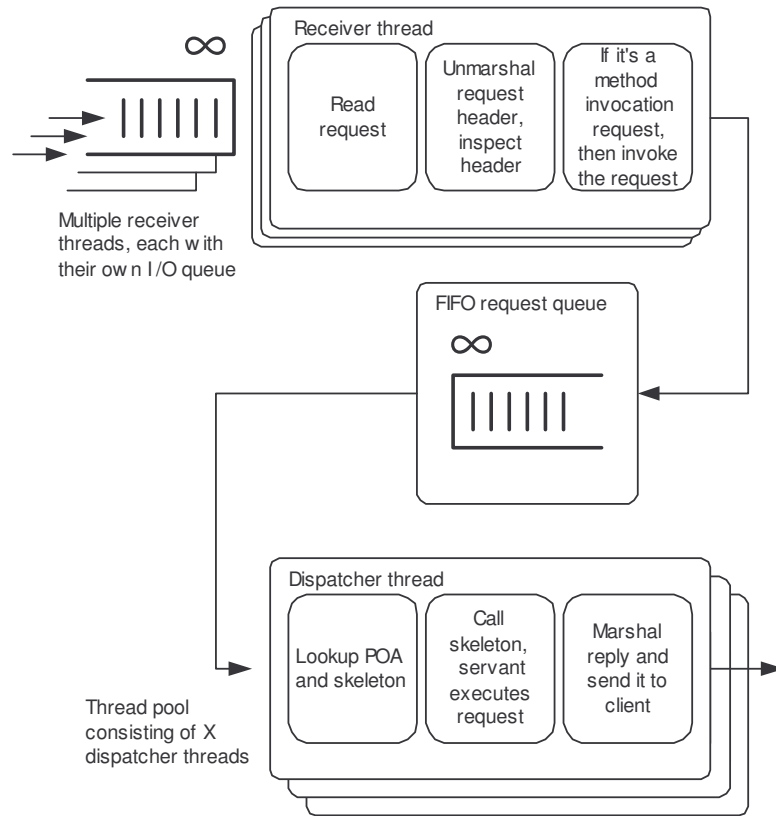 Receiver thread
∞
Read
request
Unmarshal
request
header,
inspect
header
If it's a
method
invocation
request,
then invoke
the request
Multiple receiver
threads, each with
their own I/O queue
FIFO request queue
∞
Dispatcher thread
Lookup POA
and skeleton
Call
skeleton,
servant
executes
request
Marshal
reply and
send it to
client
Thread pool
consisting of X
dispatcher threads